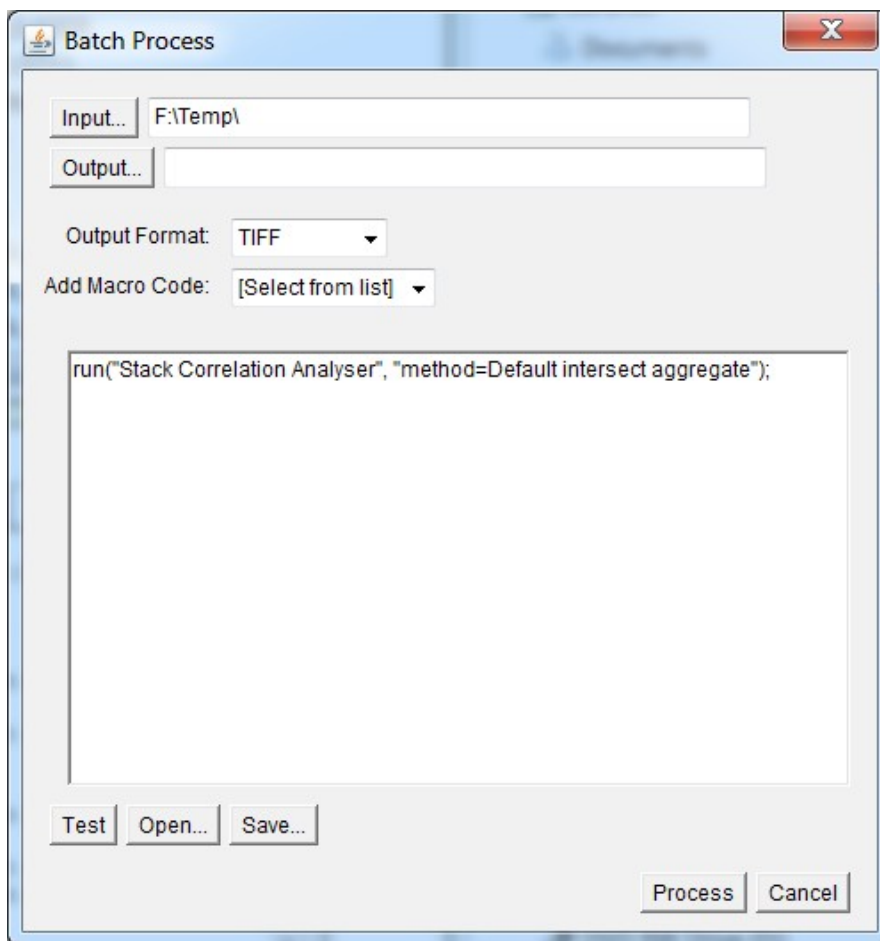 Batch Process
Input... F:\Temp\
Output...
Output Format: TIFF
Add Macro Code: [Select from list]
run("Stack Correlation Analyser", "method=Default intersect aggregate");
Test Open... Save...
Process Cancel